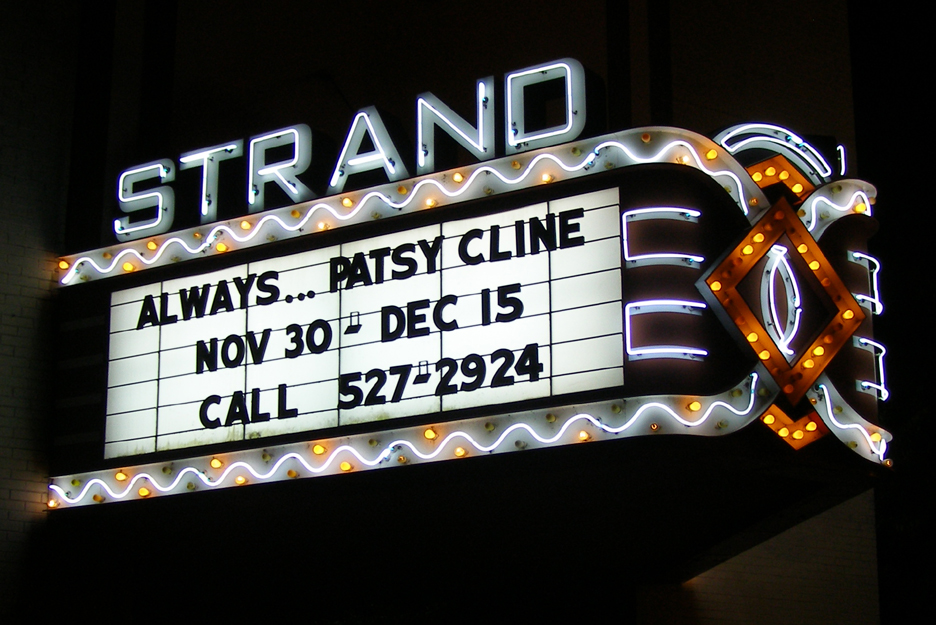 STRAND
ALWAYS... PATSY CLINE
NOV 30 - DEC 15
CALL 527-2924